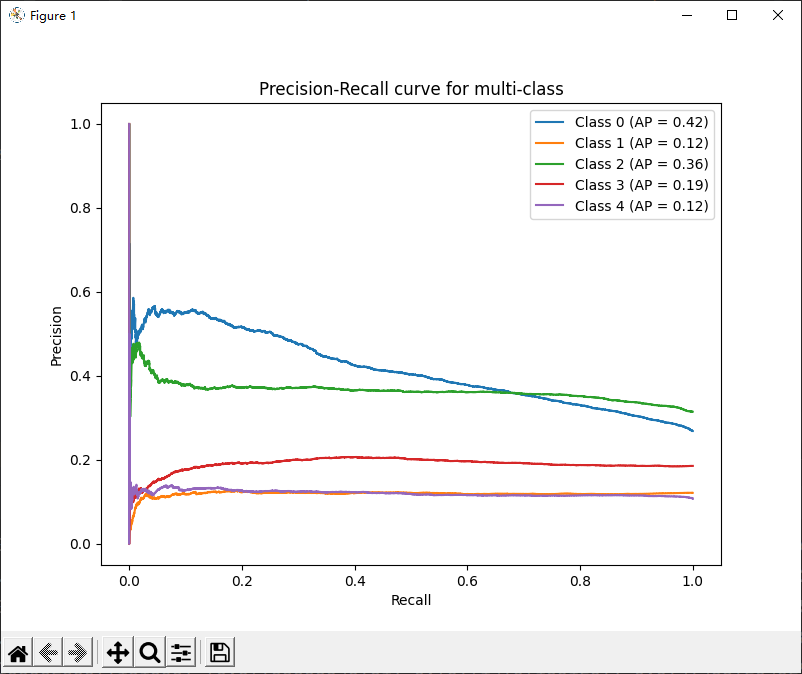 Figure 1
Precision-Recall curve for multi-class
Class 0 (AP = 0.42)
Class 1 (AP = 0.12)
Class 2 (AP = 0.36)
Class 3 (AP = 0.19)
Class 4 (AP = 0.12)
1.0
0.8
0.6
0.4
0.2
0.0
Precision
0.0 0.2 0.4 0.6 0.8 1.0
Recall